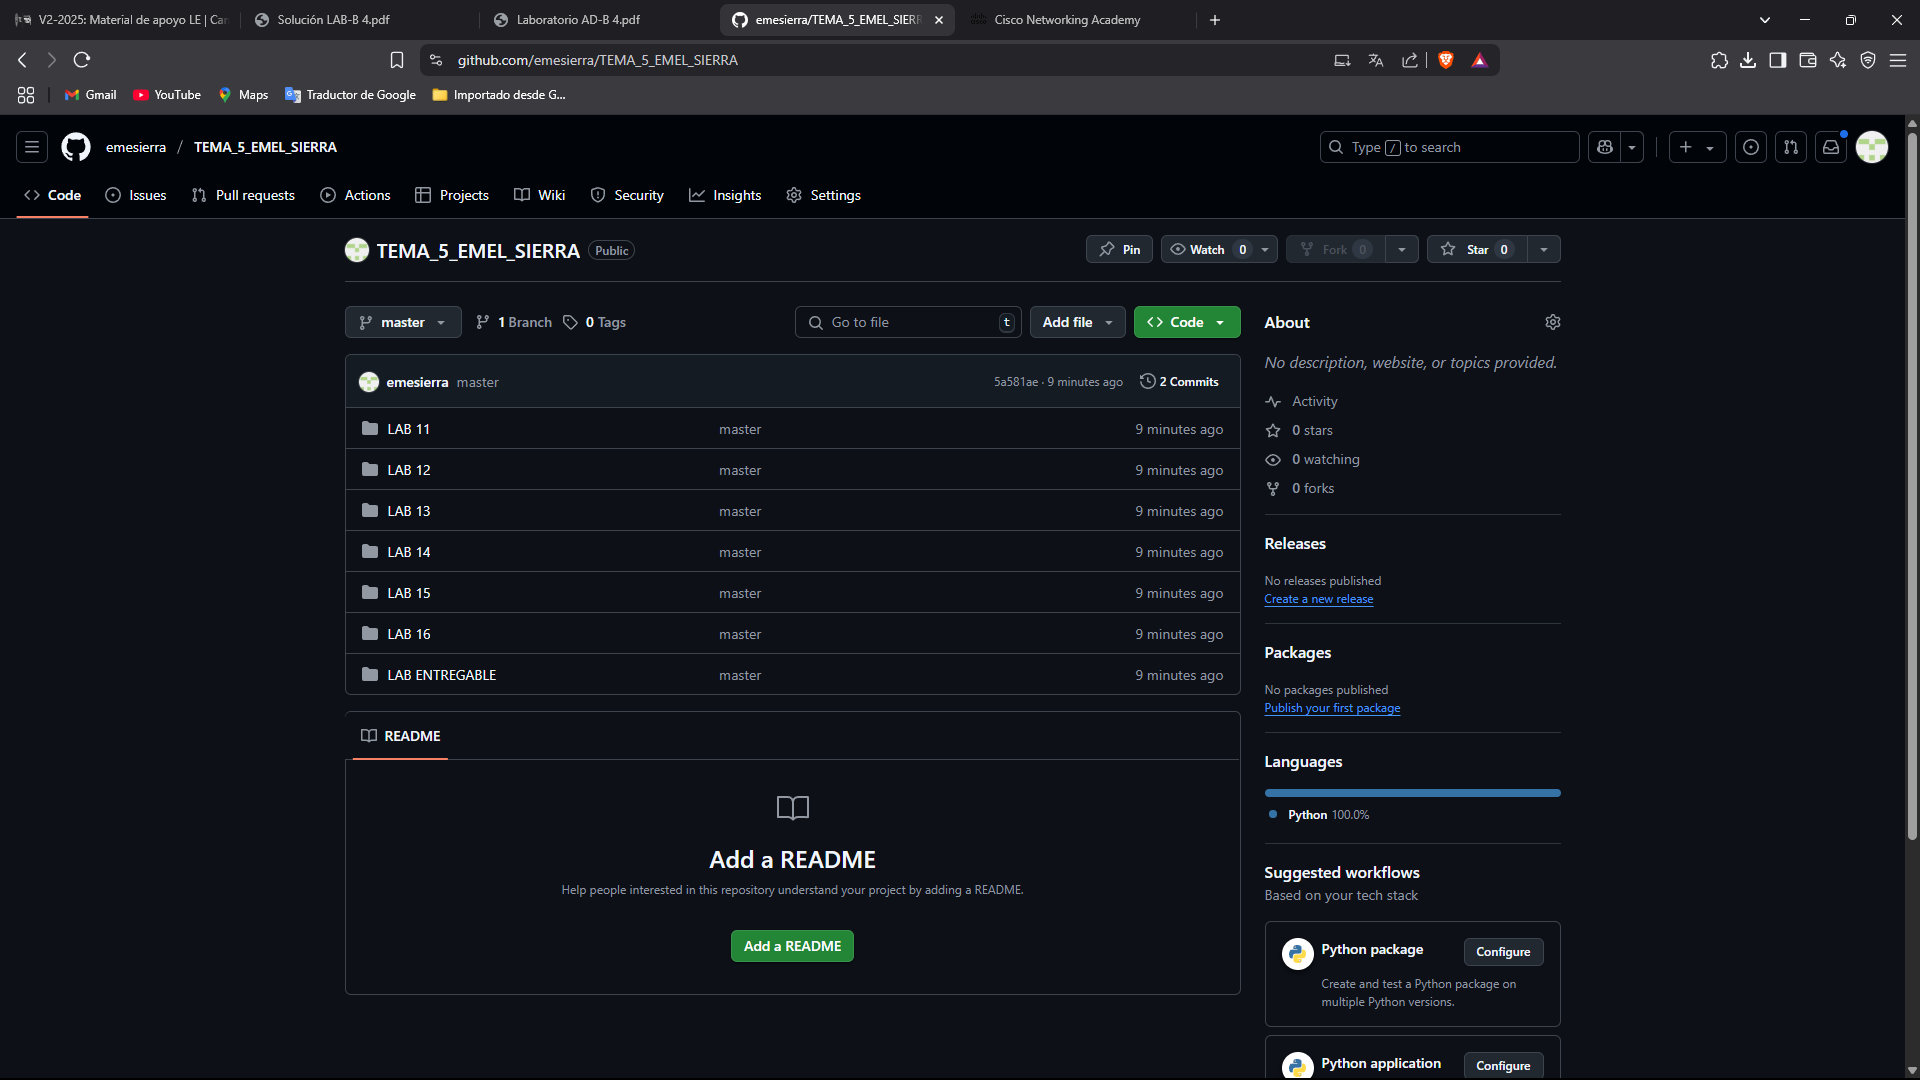 V2-2025: Material de apoyo LE | Can
Solución LAB-B 4.pdf
Laboratorio AD-B 4.pdf
emesierra/TEMA_5_EMEL_SIERR
Cisco Networking Academy
github.com/emesierra/TEMA_5_EMEL_SIERRA
Gmail
YouTube
Maps
Traductor de Google
Importado desde G...
emesierra / TEMA_5_EMEL_SIERRA
Type / to search
Code
Issues
Pull requests
Actions
Projects
Wiki
Security
Insights
Settings
TEMA_5_EMEL_SIERRA Public
Pin
Watch 0
Fork 0
Star 0
master
1 Branch
0 Tags
Go to file t
Add file
Code
emesierra master 5a581ae · 9 minutes ago 2 Commits
LAB 11 master 9 minutes ago
LAB 12 master 9 minutes ago
LAB 13 master 9 minutes ago
LAB 14 master 9 minutes ago
LAB 15 master 9 minutes ago
LAB 16 master 9 minutes ago
LAB ENTREGABLE master 9 minutes ago
README
Add a README
Help people interested in this repository understand your project by adding a README.
Add a README
About
No description, website, or topics provided.
Activity
0 stars
0 watching
0 forks
Releases
No releases published
Create a new release
Packages
No packages published
Publish your first package
Languages
Python 100.0%
Suggested workflows
Based on your tech stack
Python package
Configure
Create and test a Python package on
multiple Python versions.
Python application
Configure